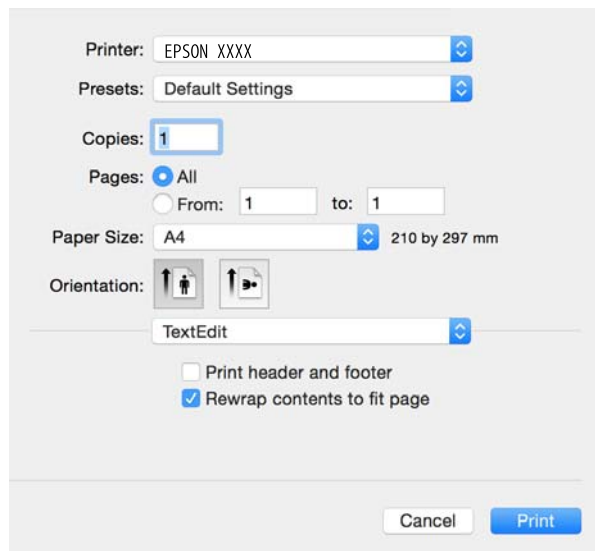 Printer: EPSON XXXX
Presets: Default Settings
Copies: 1
Pages: All
From: 1 to: 1
Paper Size: A4 210 by 297 mm
Orientation:
TextEdit
Print header and footer
Rewrap contents to fit page
Cancel Print